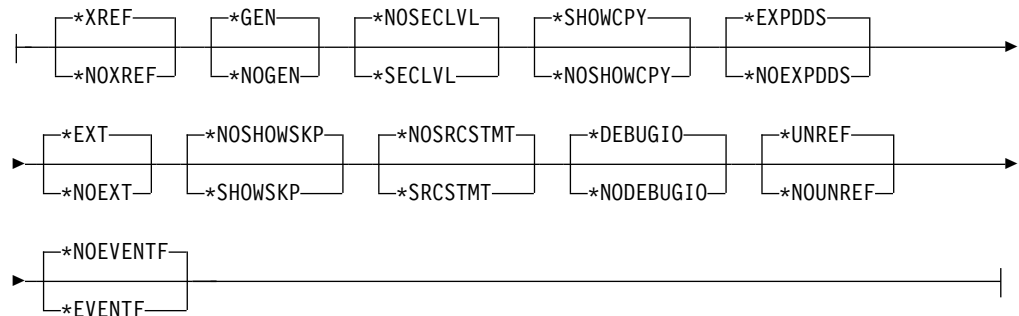 *XREF *GEN *NOSECLVL *SHOWCPY *EXPDDS
*NOXREF *NOGEN *SECLVL *NOSHOWCPY *NOEXPDDS
*EXT *NOSHOWSKP *NOSRCSTMT *DEBUGIO *UNREF
*NOEXT *SHOWSKP *SRCSTMT *NODEBUGIO *NOUNREF
*NOEVENTF
*EVENTF